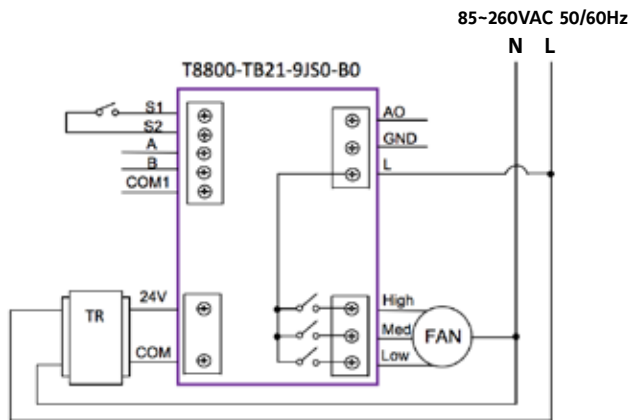 85~260VAC 50/60Hz
N L
T8800-TB21-9JS0-B0
S1
S2
A
B
COM1
AO
GND
L
24V
TR
COM
High
Med
Low
FAN